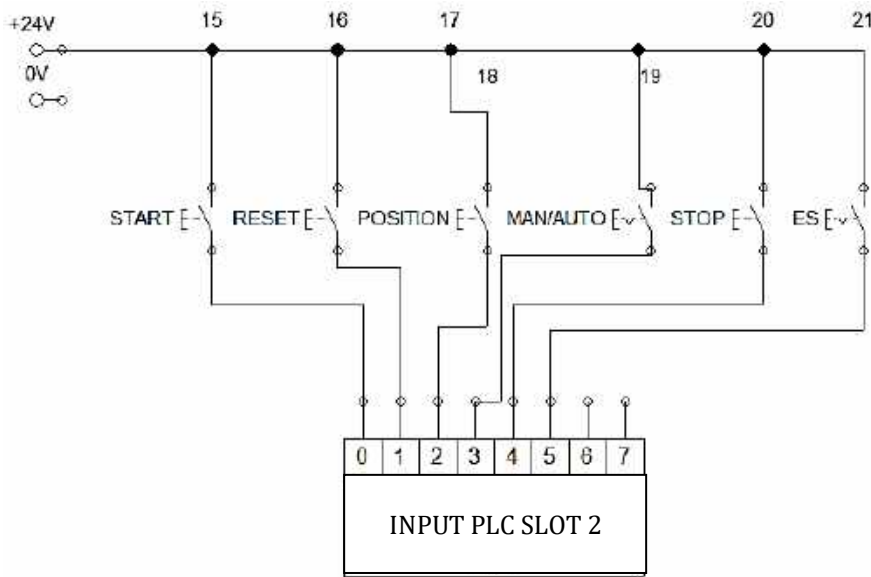 +24V 15 16 17 20 21
0V
18 19
START RESET POSITION MAN/AUTO STOP ES
0 1 2 3 4 5 6 7
INPUT PLC SLOT 2